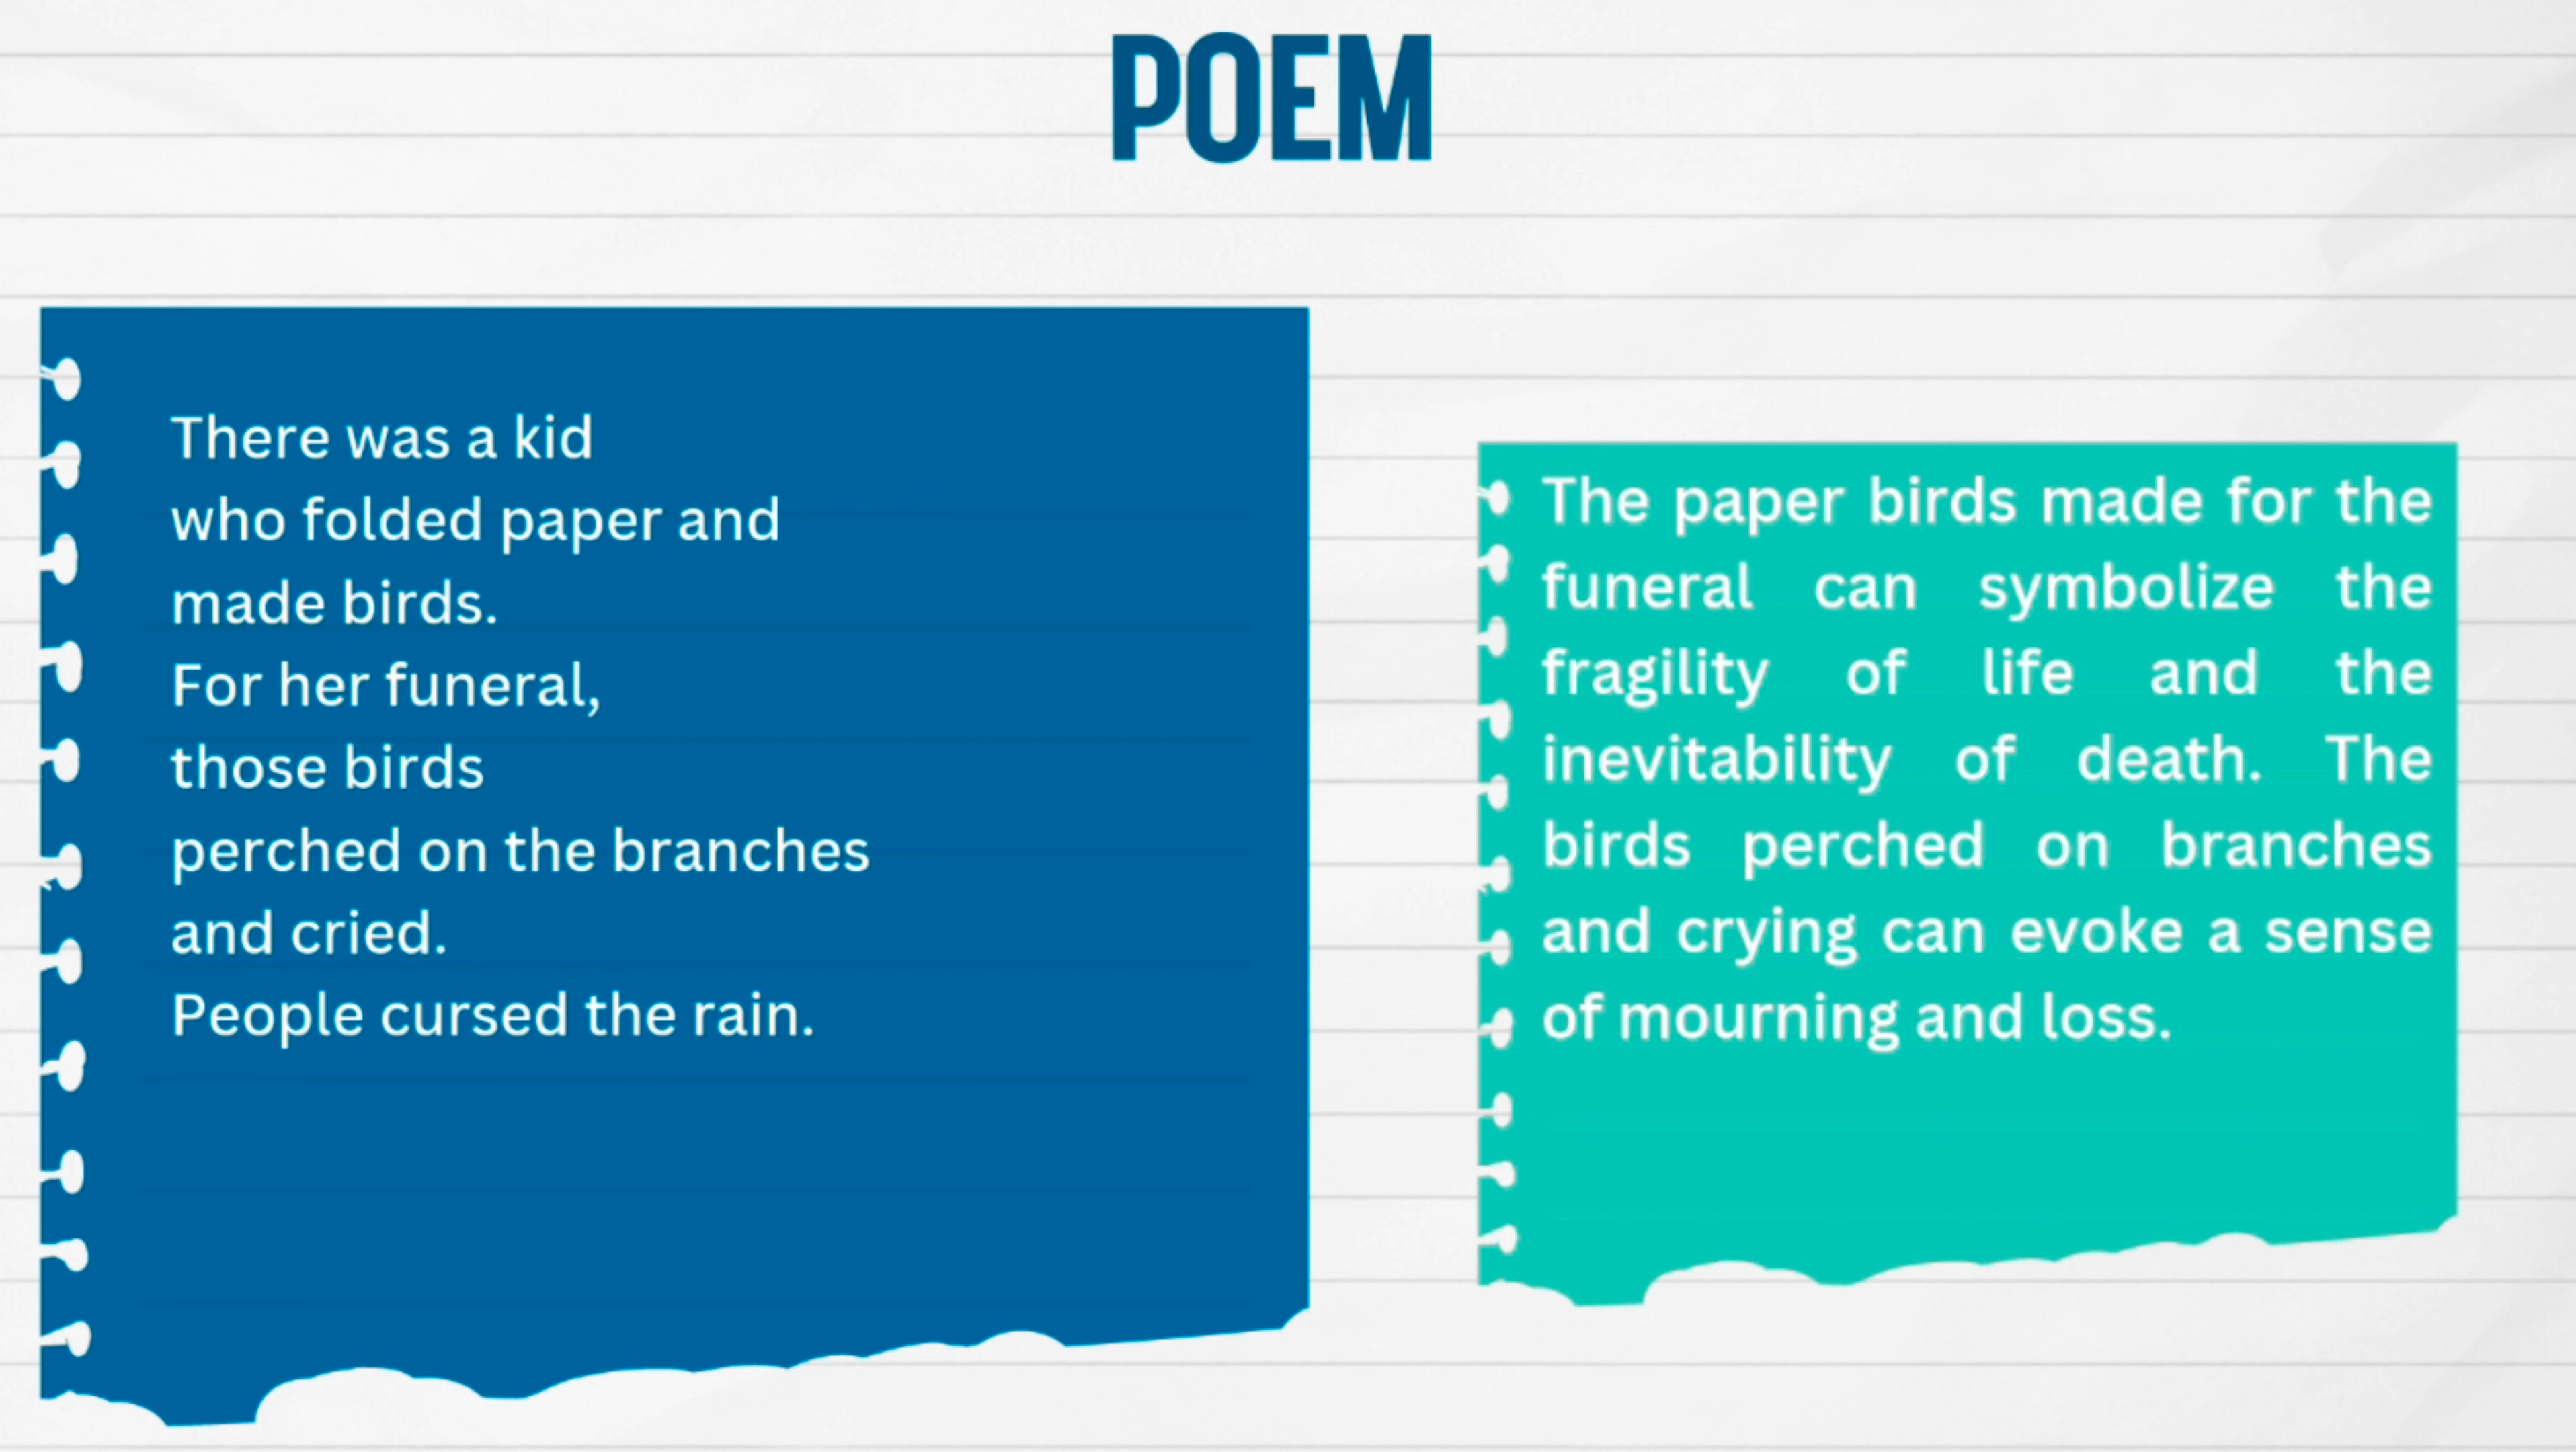 POEM
There was a kid
who folded paper and
made birds.
For her funeral,
those birds
perched on the branches
and cried.
People cursed the rain.
The paper birds made for the
funeral can symbolize the
fragility of life and the
inevitability of death. The
birds perched on branches
and crying can evoke a sense
of mourning and loss.